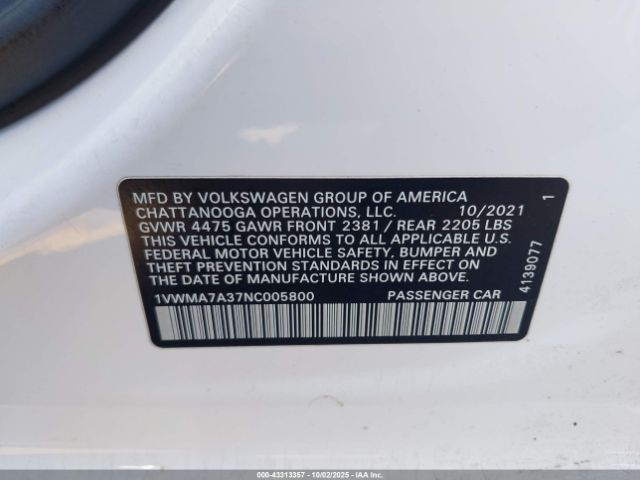 MFD BY VOLKSWAGEN GROUP OF AMERICA
CHATTANOOGA OPERATIONS, LLC. 10/2021
GVWR 4475 GAWR FRONT 2381 / REAR 2205 LBS
THIS VEHICLE CONFORMS TO ALL APPLICABLE U.S.
FEDERAL MOTOR VEHICLE SAFETY, BUMPER AND
THEFT PREVENTION STANDARDS IN EFFECT ON
THE DATE OF MANUFACTURE SHOWN ABOVE.
1VWMA7A37NC005800 PASSENGER CAR
4139077 1
000-43313357 - 10/02/2025 - IAA Inc.